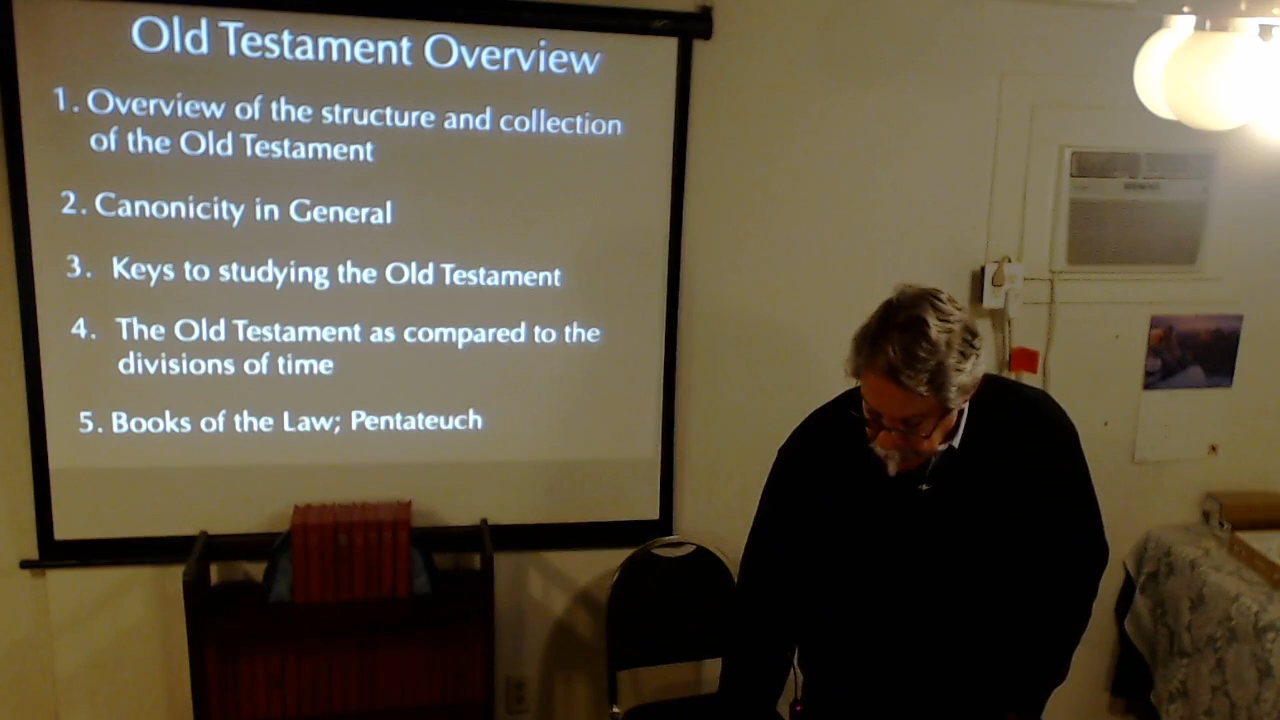 Old Testament Overview
1. Overview of the structure and collection
of the Old Testament
2. Canonicity in General
3. Keys to studying the Old Testament
4. The Old Testament as compared to the
divisions of time
5. Books of the Law; Pentateuch